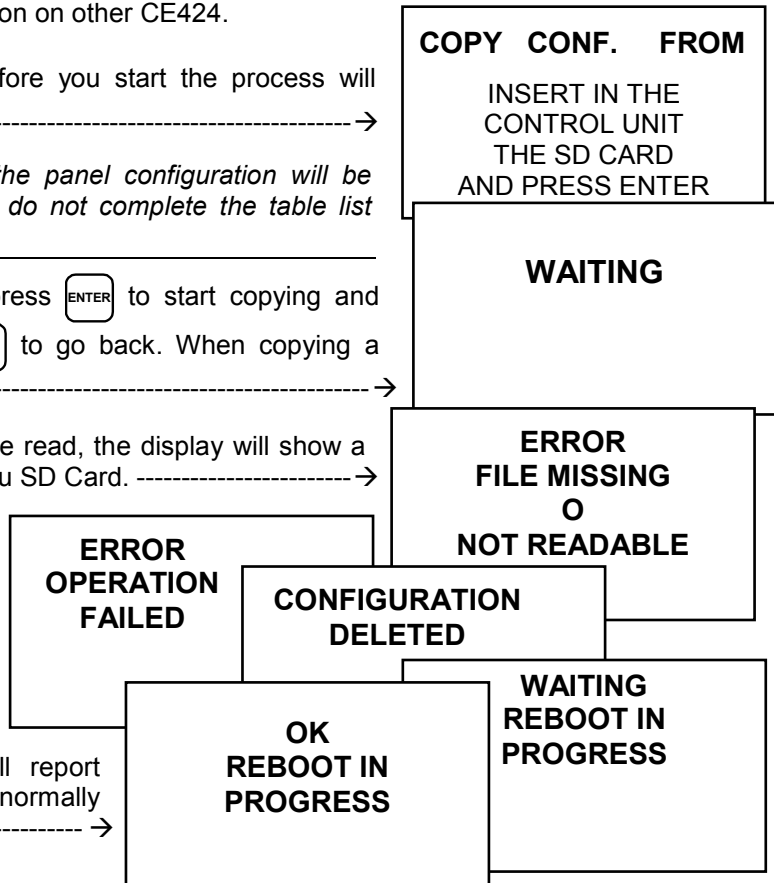 on on other CE424.
fore you start the process will
the panel configuration will be
do not complete the table list
press ENTER to start copying and
to go back. When copying a
e read, the display will show a
u SD Card. ------------------------→
ll report
normally
COPY CONF. FROM
INSERT IN THE
CONTROL UNIT
THE SD CARD
AND PRESS ENTER
WAITING
ERROR
FILE MISSING
O
NOT READABLE
ERROR
OPERATION
FAILED
CONFIGURATION
DELETED
WAITING
REBOOT IN
PROGRESS
OK
REBOOT IN
PROGRESS